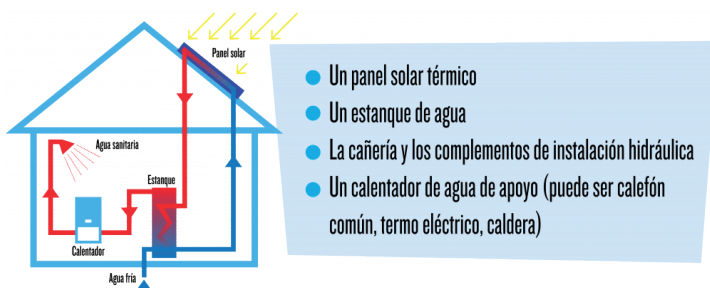 Panel solar
Agua sanitaria
Estanque
Calentador
Agua fría
Un panel solar térmico
Un estanque de agua
La cañería y los complementos de instalación hidráulica
Un calentador de agua de apoyo (puede ser calefón
común, termo eléctrico, caldera)